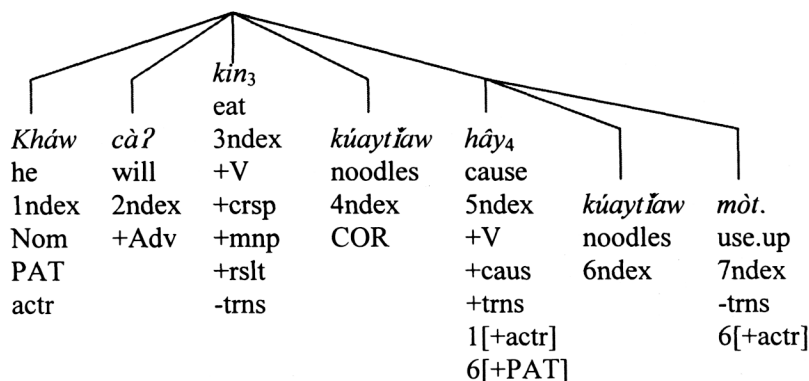 Kháw
he
1ndex
Nom
PAT
actr
càʔ
will
2ndex
+Adv
kin₃
eat
3ndex
+V
+crsp
+mnp
+rslt
-trns
kúaytǐaw
noodles
4ndex
COR
hây₄
cause
5ndex
+V
+caus
+trns
1[+actr]
6[+PAT]
kúaytǐaw
noodles
6ndex
mòt.
use.up
7ndex
-trns
6[+actr]